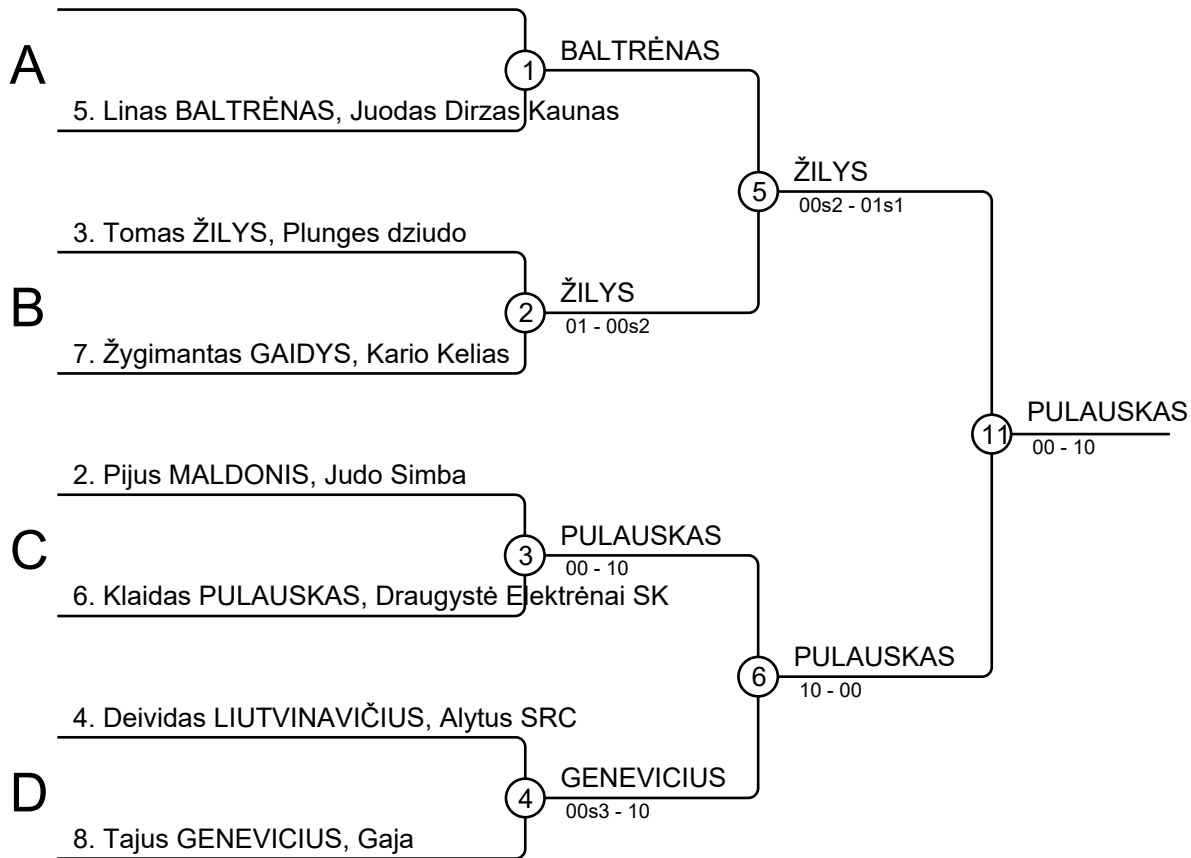 A
1
BALTRĖNAS
5. Linas BALTRĖNAS, Juodas Dirzas Kaunas
5
ŽILYS
00s2 - 01s1
3. Tomas ŽILYS, Plunges dziudo
B
2
ŽILYS
01 - 00s2
7. Žygimantas GAIDYS, Kario Kelias
11
PULAUSKAS
00 - 10
2. Pijus MALDONIS, Judo Simba
C
3
PULAUSKAS
00 - 10
6. Klaidas PULAUSKAS, Draugystė Elektrėnai SK
6
PULAUSKAS
10 - 00
4. Deividas LIUTVINAVIČIUS, Alytus SRC
D
4
GENEVICIUS
00s3 - 10
8. Tajus GENEVICIUS, Gaja